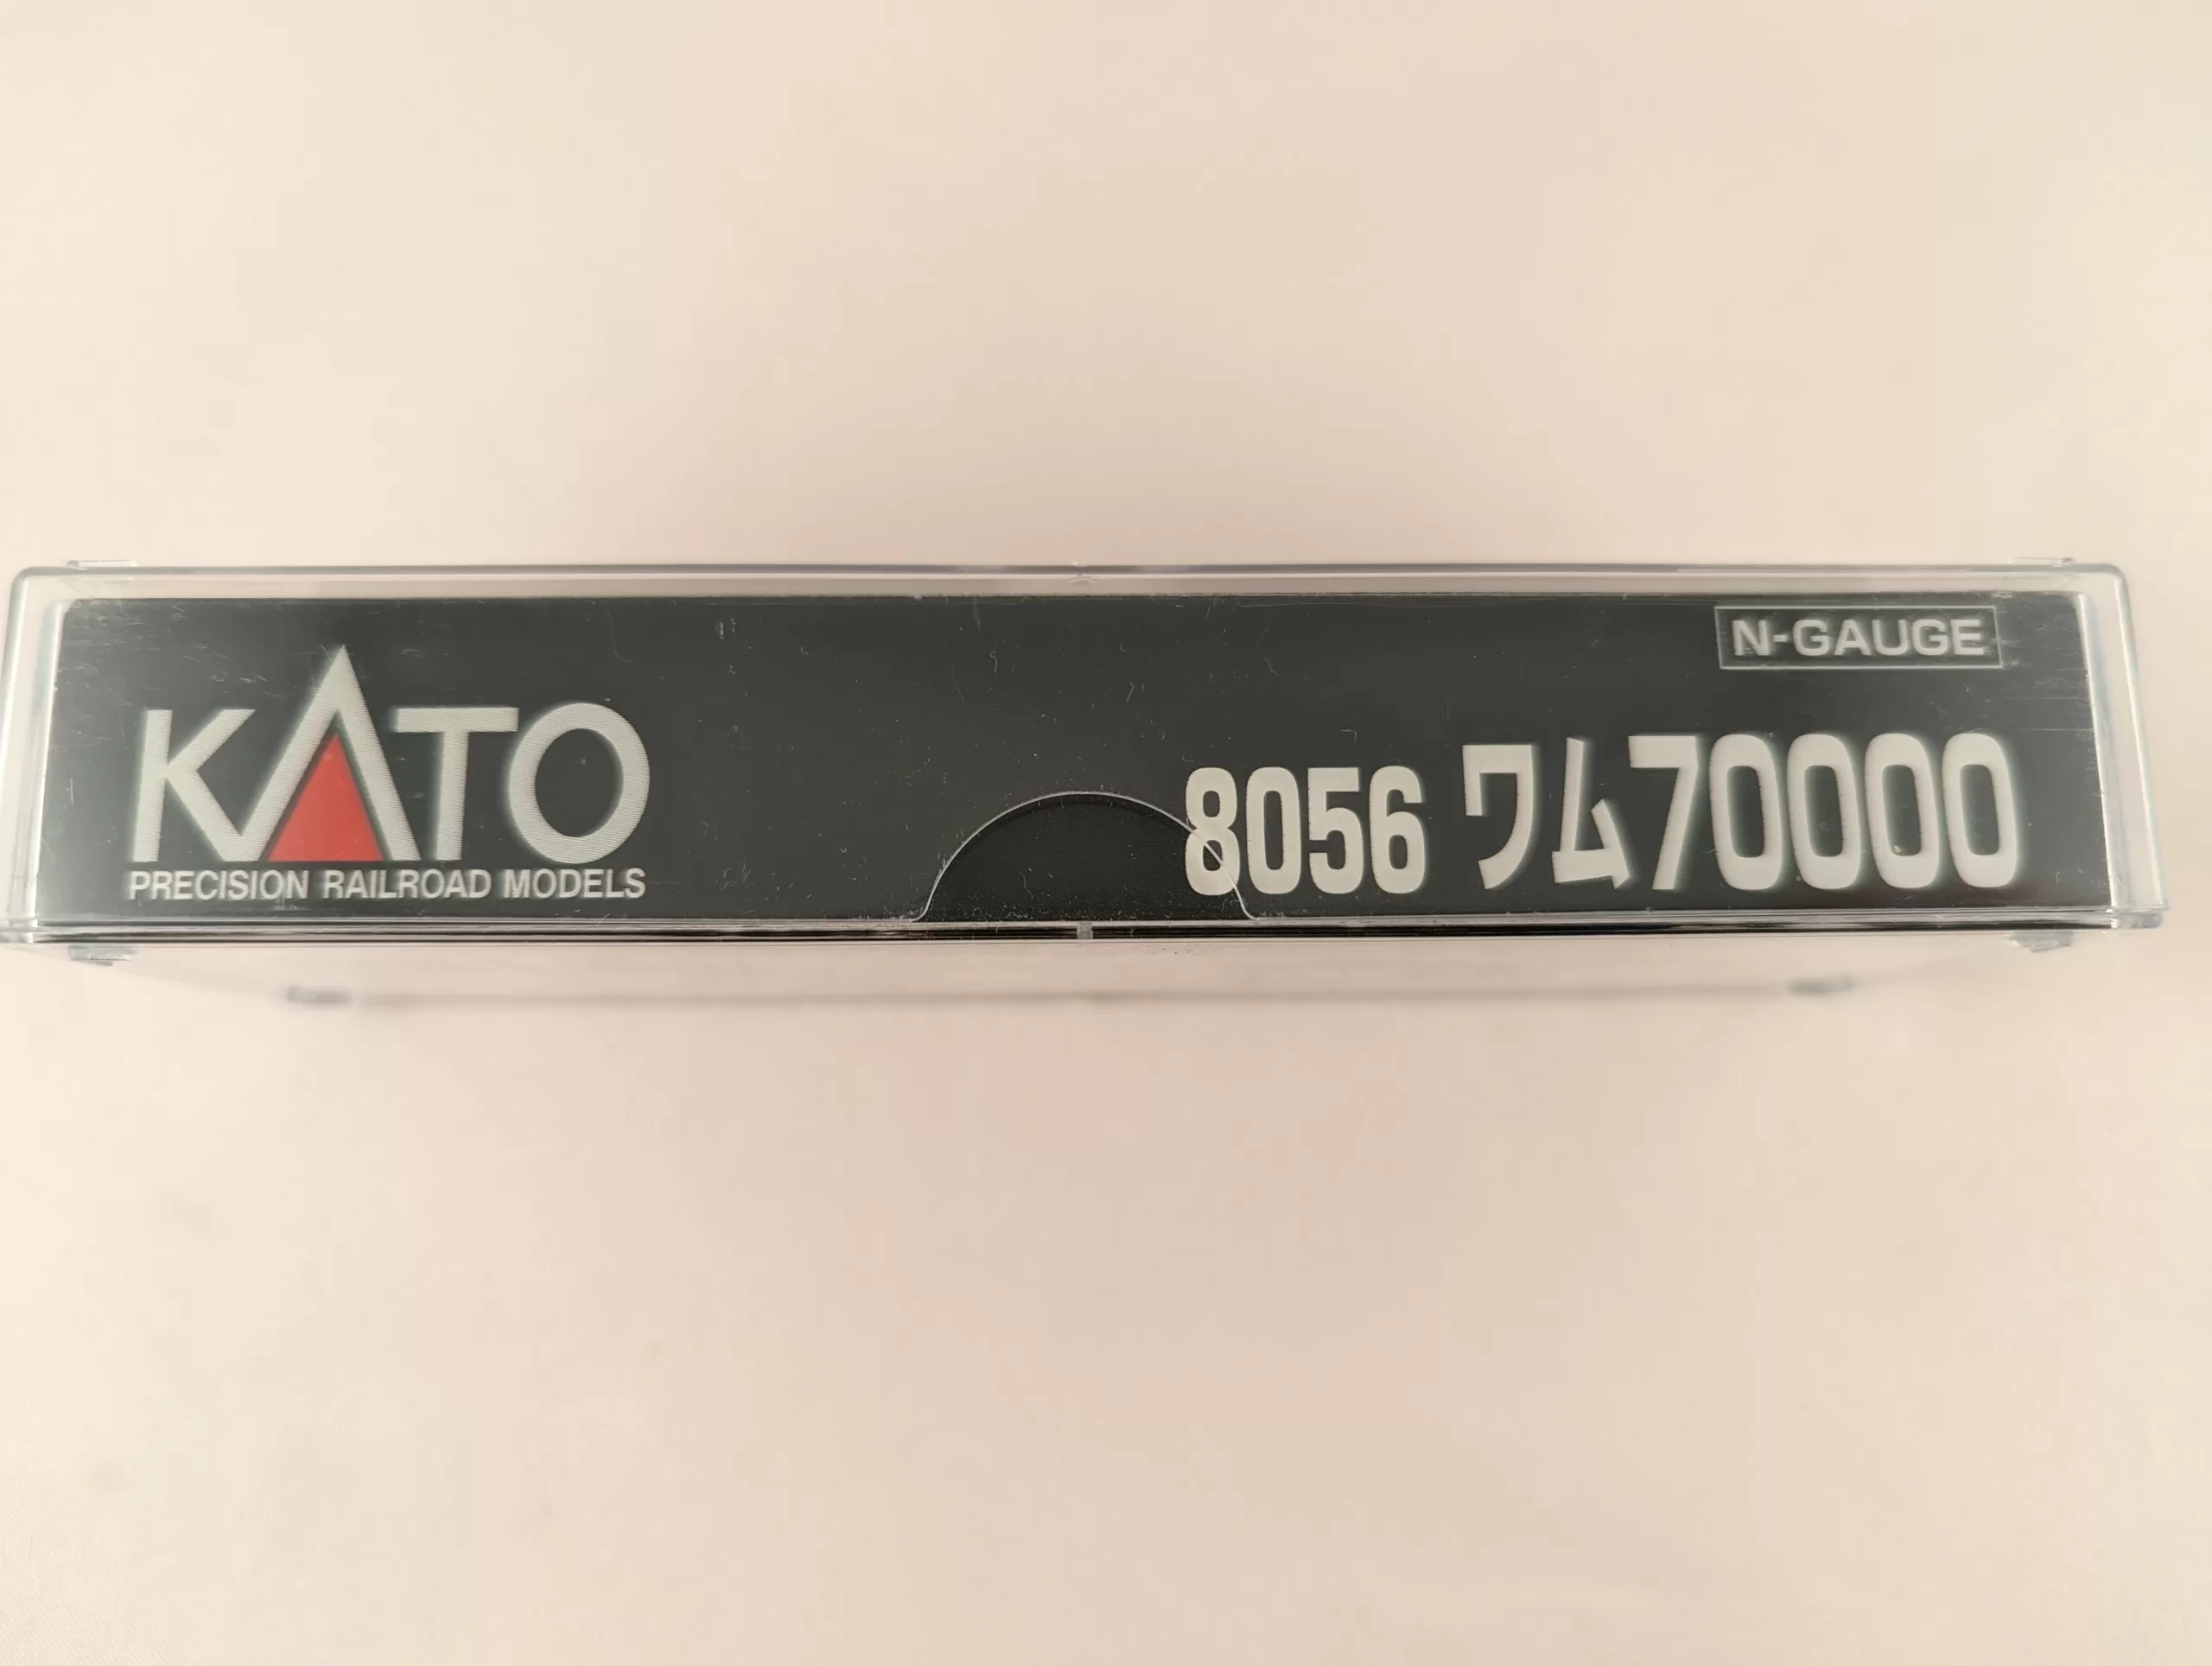 KATO
PRECISION RAILROAD MODELS
N-GAUGE
8056 ワム70000